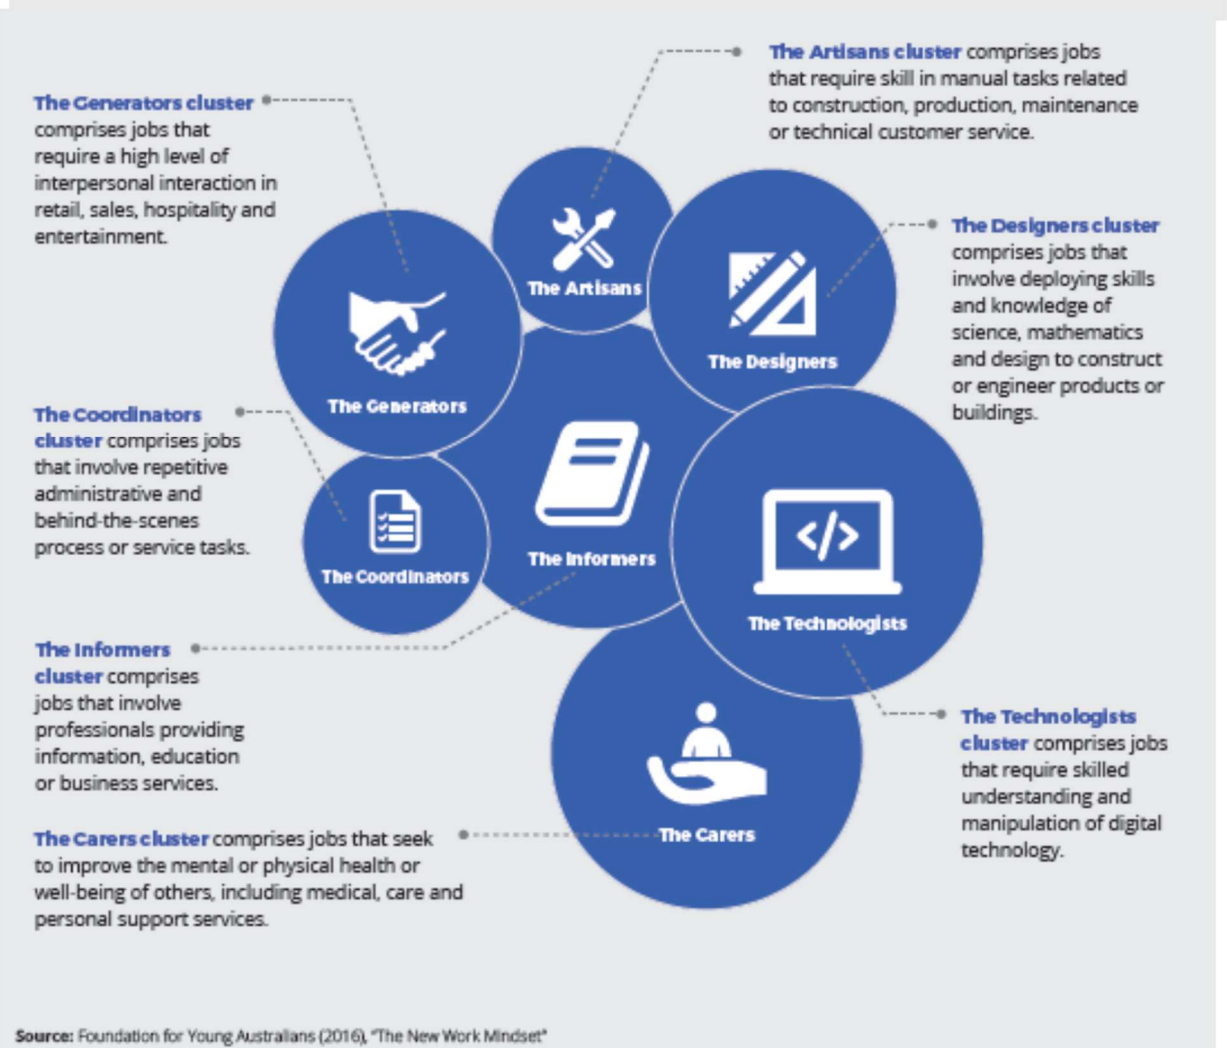 The Artisans cluster comprises jobs
that require skill in manual tasks related
to construction, production, maintenance
or technical customer service.
The Generators cluster
comprises jobs that
require a high level of
interpersonal interaction in
retail, sales, hospitality and
entertainment.
The Designers cluster
comprises jobs that
involve deploying skills
and knowledge of
science, mathematics
and design to construct
or engineer products or
buildings.
The Artisans
The Designers
The Generators
The Coordinators
cluster comprises jobs
that involve repetitive
administrative and
behind-the-scenes
process or service tasks.
</>
The Informers
The Coordinators
The Technologists
The Informers
cluster comprises
jobs that involve
professionals providing
information, education
or business services.
The Technologists
cluster comprises jobs
that require skilled
understanding and
manipulation of digital
technology.
The Carers cluster comprises jobs that seek
to improve the mental or physical health or
well-being of others, including medical, care and
personal support services.
The Carers
Source: Foundation for Young Australians (2016), "The New Work Mindset"